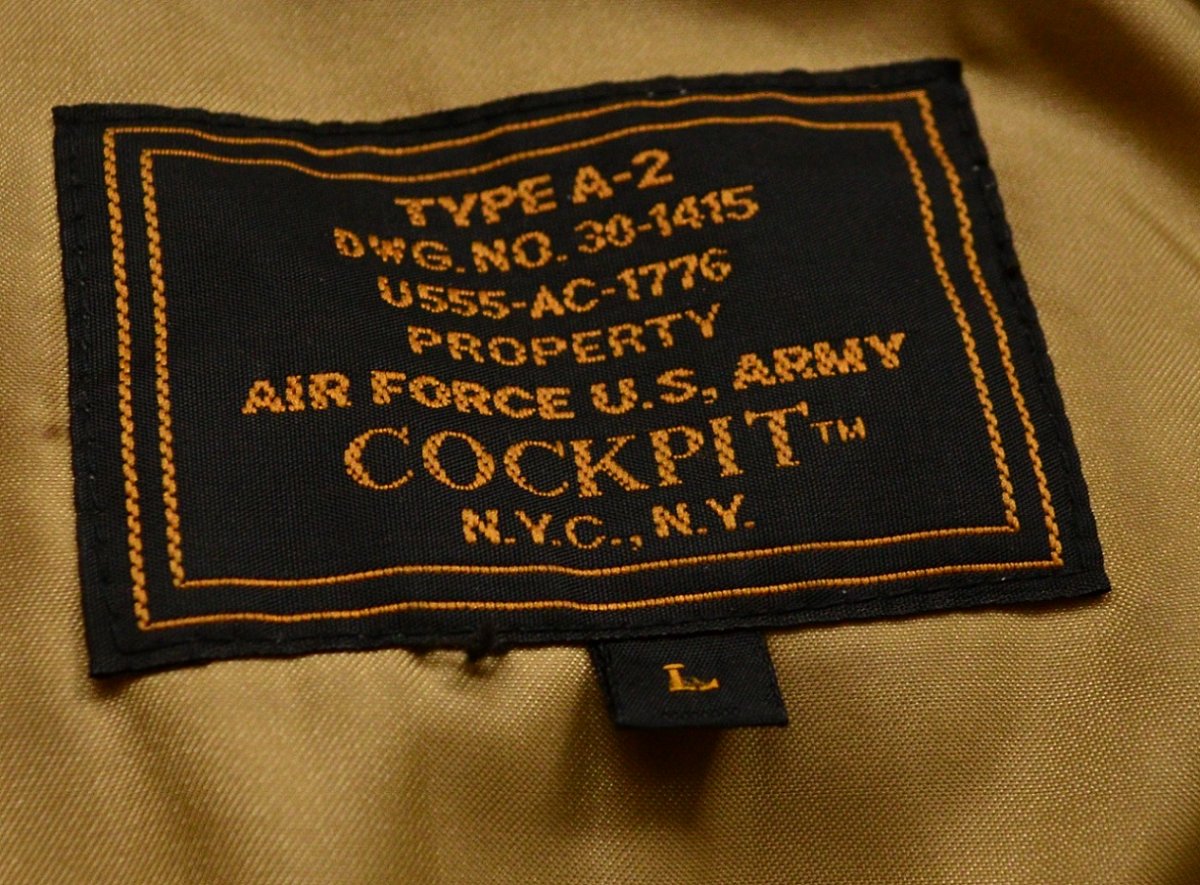 TYPE A-2
DWG.NO. 30-1415
U555-AC-1776
PROPERTY
AIR FORCE U.S, ARMY
COCKPIT™
N.Y.C., N.Y.
L